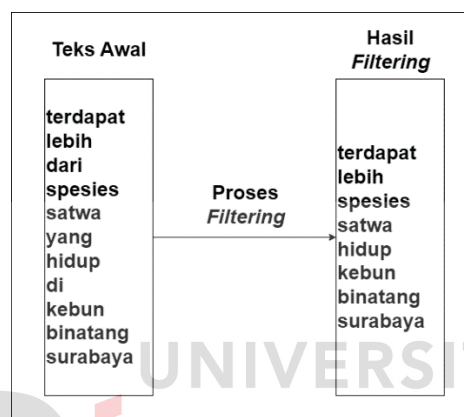 Teks Awal
terdapat
lebih
dari
spesies
satwa
yang
hidup
di
kebun
binatang
surabaya
Proses
Filtering
Hasil
Filtering
terdapat
lebih
spesies
satwa
hidup
kebun
binatang
surabaya
UNIVERSI